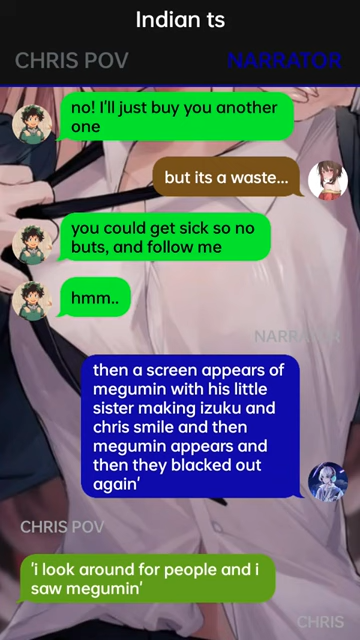 Indian ts
CHRIS POV
NARRATOR
no! I'll just buy you another
one
but its a waste...
you could get sick so no
buts, and follow me
hmm..
NARRATOR
then a screen appears of
megumin with his little
sister making izuku and
chris smile and then
megumin appears and
then they blacked out
again'
CHRIS POV
'i look around for people and i
saw megumin'
CHRIS